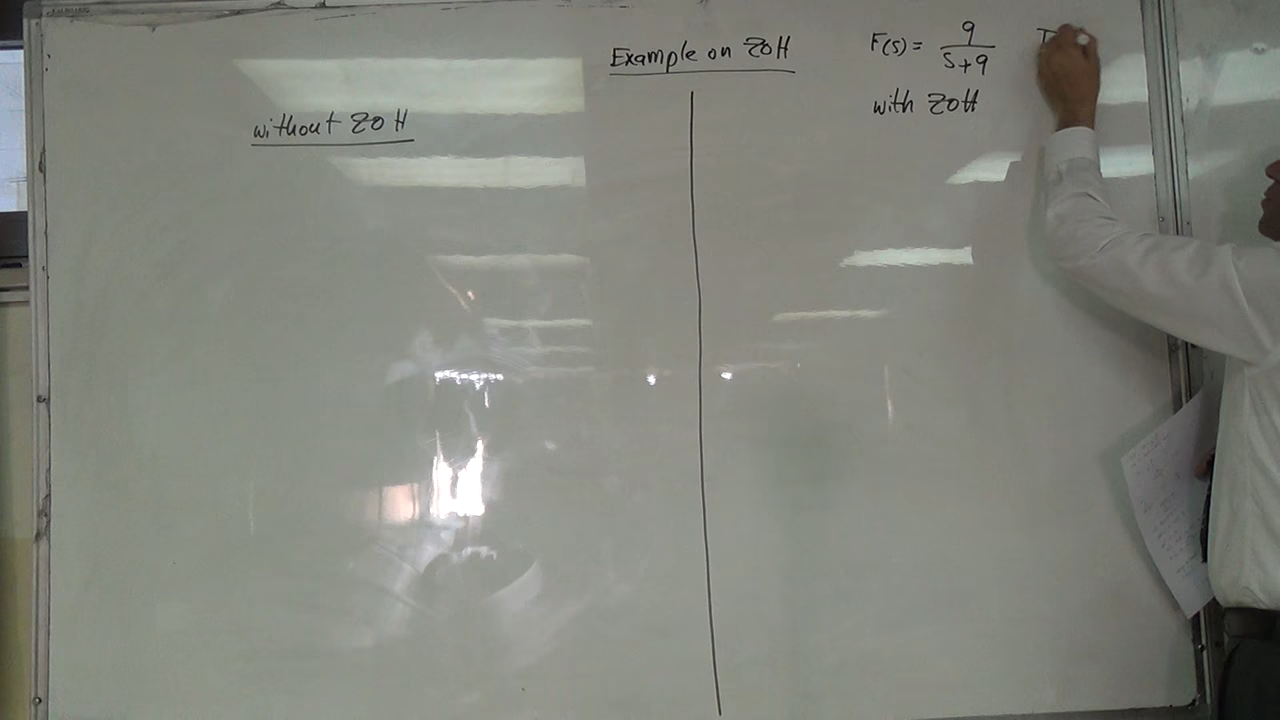 Example on ZOH
F(s) = 9 / s+9
with ZOH
without ZOH